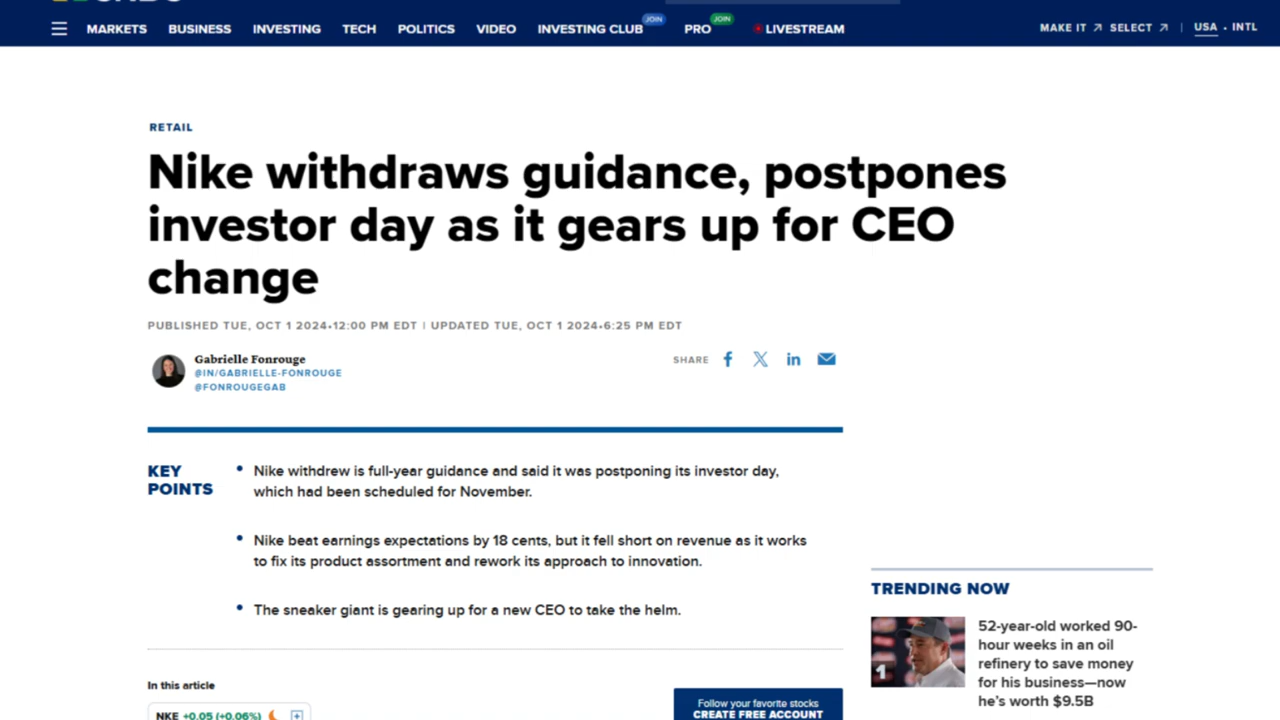 MARKETS BUSINESS INVESTING TECH POLITICS VIDEO INVESTING CLUB JOIN PRO JOIN LIVESTREAM MAKE IT SELECT | USA • INTL
RETAIL
Nike withdraws guidance, postpones
investor day as it gears up for CEO
change
PUBLISHED TUE, OCT 1 2024•12:00 PM EDT | UPDATED TUE, OCT 1 2024•6:25 PM EDT
Gabrielle Fonrouge
@IN/GABRIELLE-FONROUGE
@FONROUGEGAB
SHARE
KEY
POINTS
• Nike withdrew is full-year guidance and said it was postponing its investor day,
which had been scheduled for November.
• Nike beat earnings expectations by 18 cents, but it fell short on revenue as it works
to fix its product assortment and rework its approach to innovation.
• The sneaker giant is gearing up for a new CEO to take the helm.
In this article
NKE +0.05 (+0.06%)
Follow your favorite stocks
CREATE FREE ACCOUNT
TRENDING NOW
1
52-year-old worked 90-
hour weeks in an oil
refinery to save money
for his business—now
he's worth $9.5B